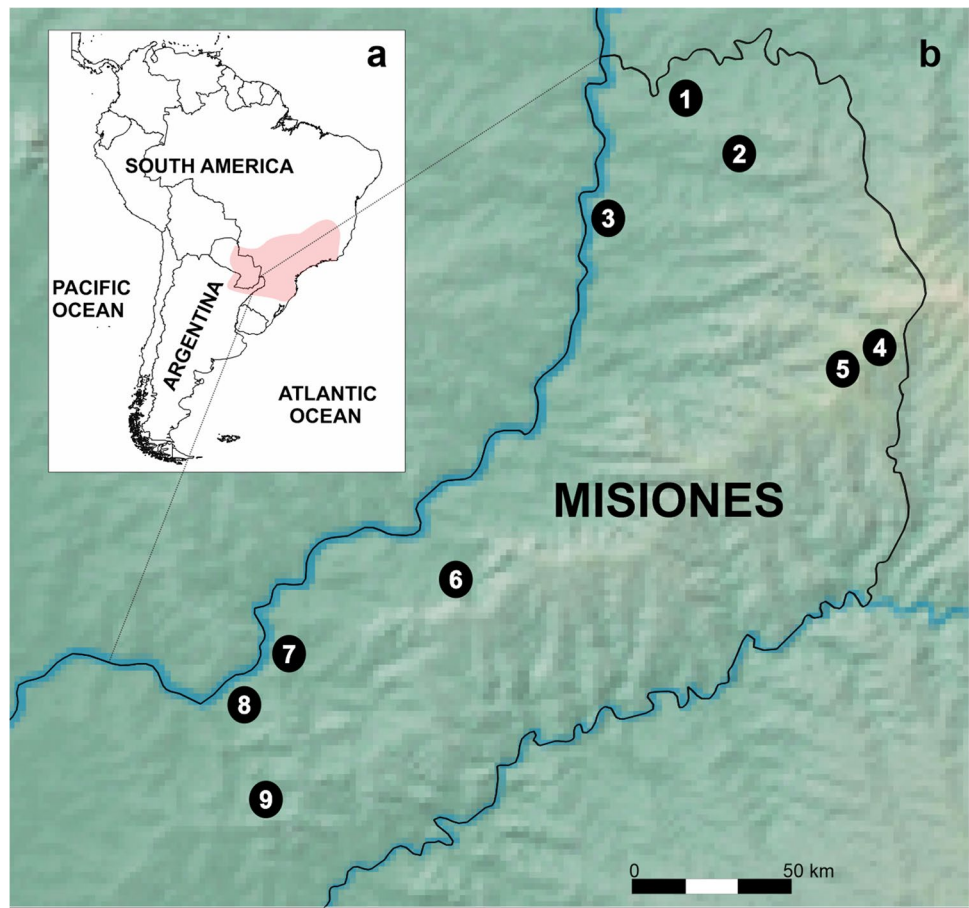 a
SOUTH AMERICA
PACIFIC
OCEAN
ARGENTINA
ATLANTIC
OCEAN
b
1
2
3
4
5
MISIONES
6
7
8
9
0
50 km